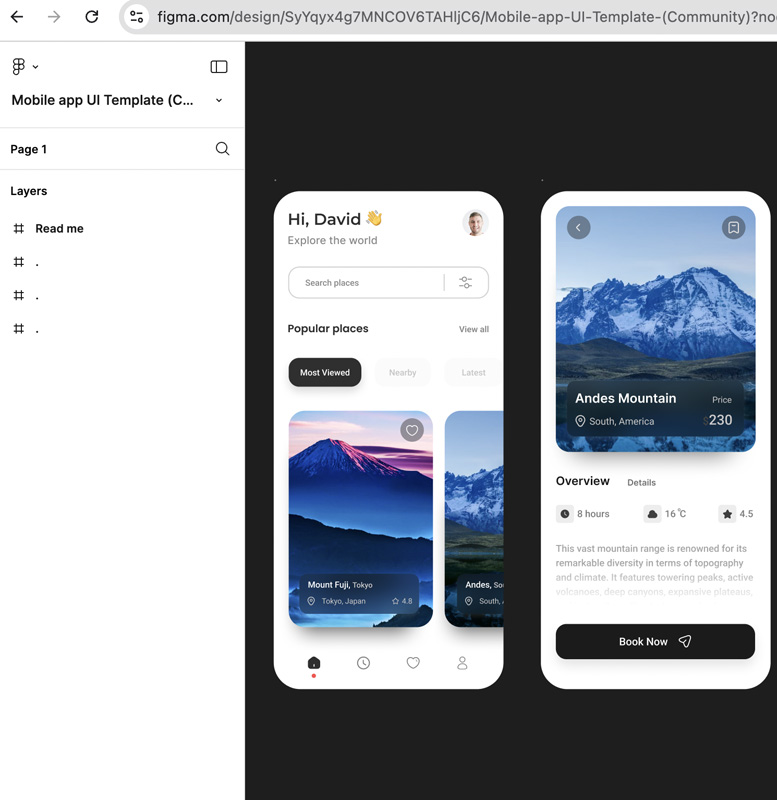 figma.com/design/SyYqyx4g7MNCOV6TAHljC6/Mobile-app-UI-Template-(Community)?no
Mobile app UI Template (C...
Page 1
Layers
Read me
.
.
.
Hi, David 👋
Explore the world
Search places
Popular places
View all
Most Viewed
Nearby
Latest
Mount Fuji, Tokyo
Tokyo, Japan
4.8
Andes, Sou
South, A
Andes Mountain
Price
South, America
$230
Overview
Details
8 hours
16 °C
4.5
This vast mountain range is renowned for its
remarkable diversity in terms of topography
and climate. It features towering peaks, active
volcanoes, deep canyons, expansive plateaus,
Book Now